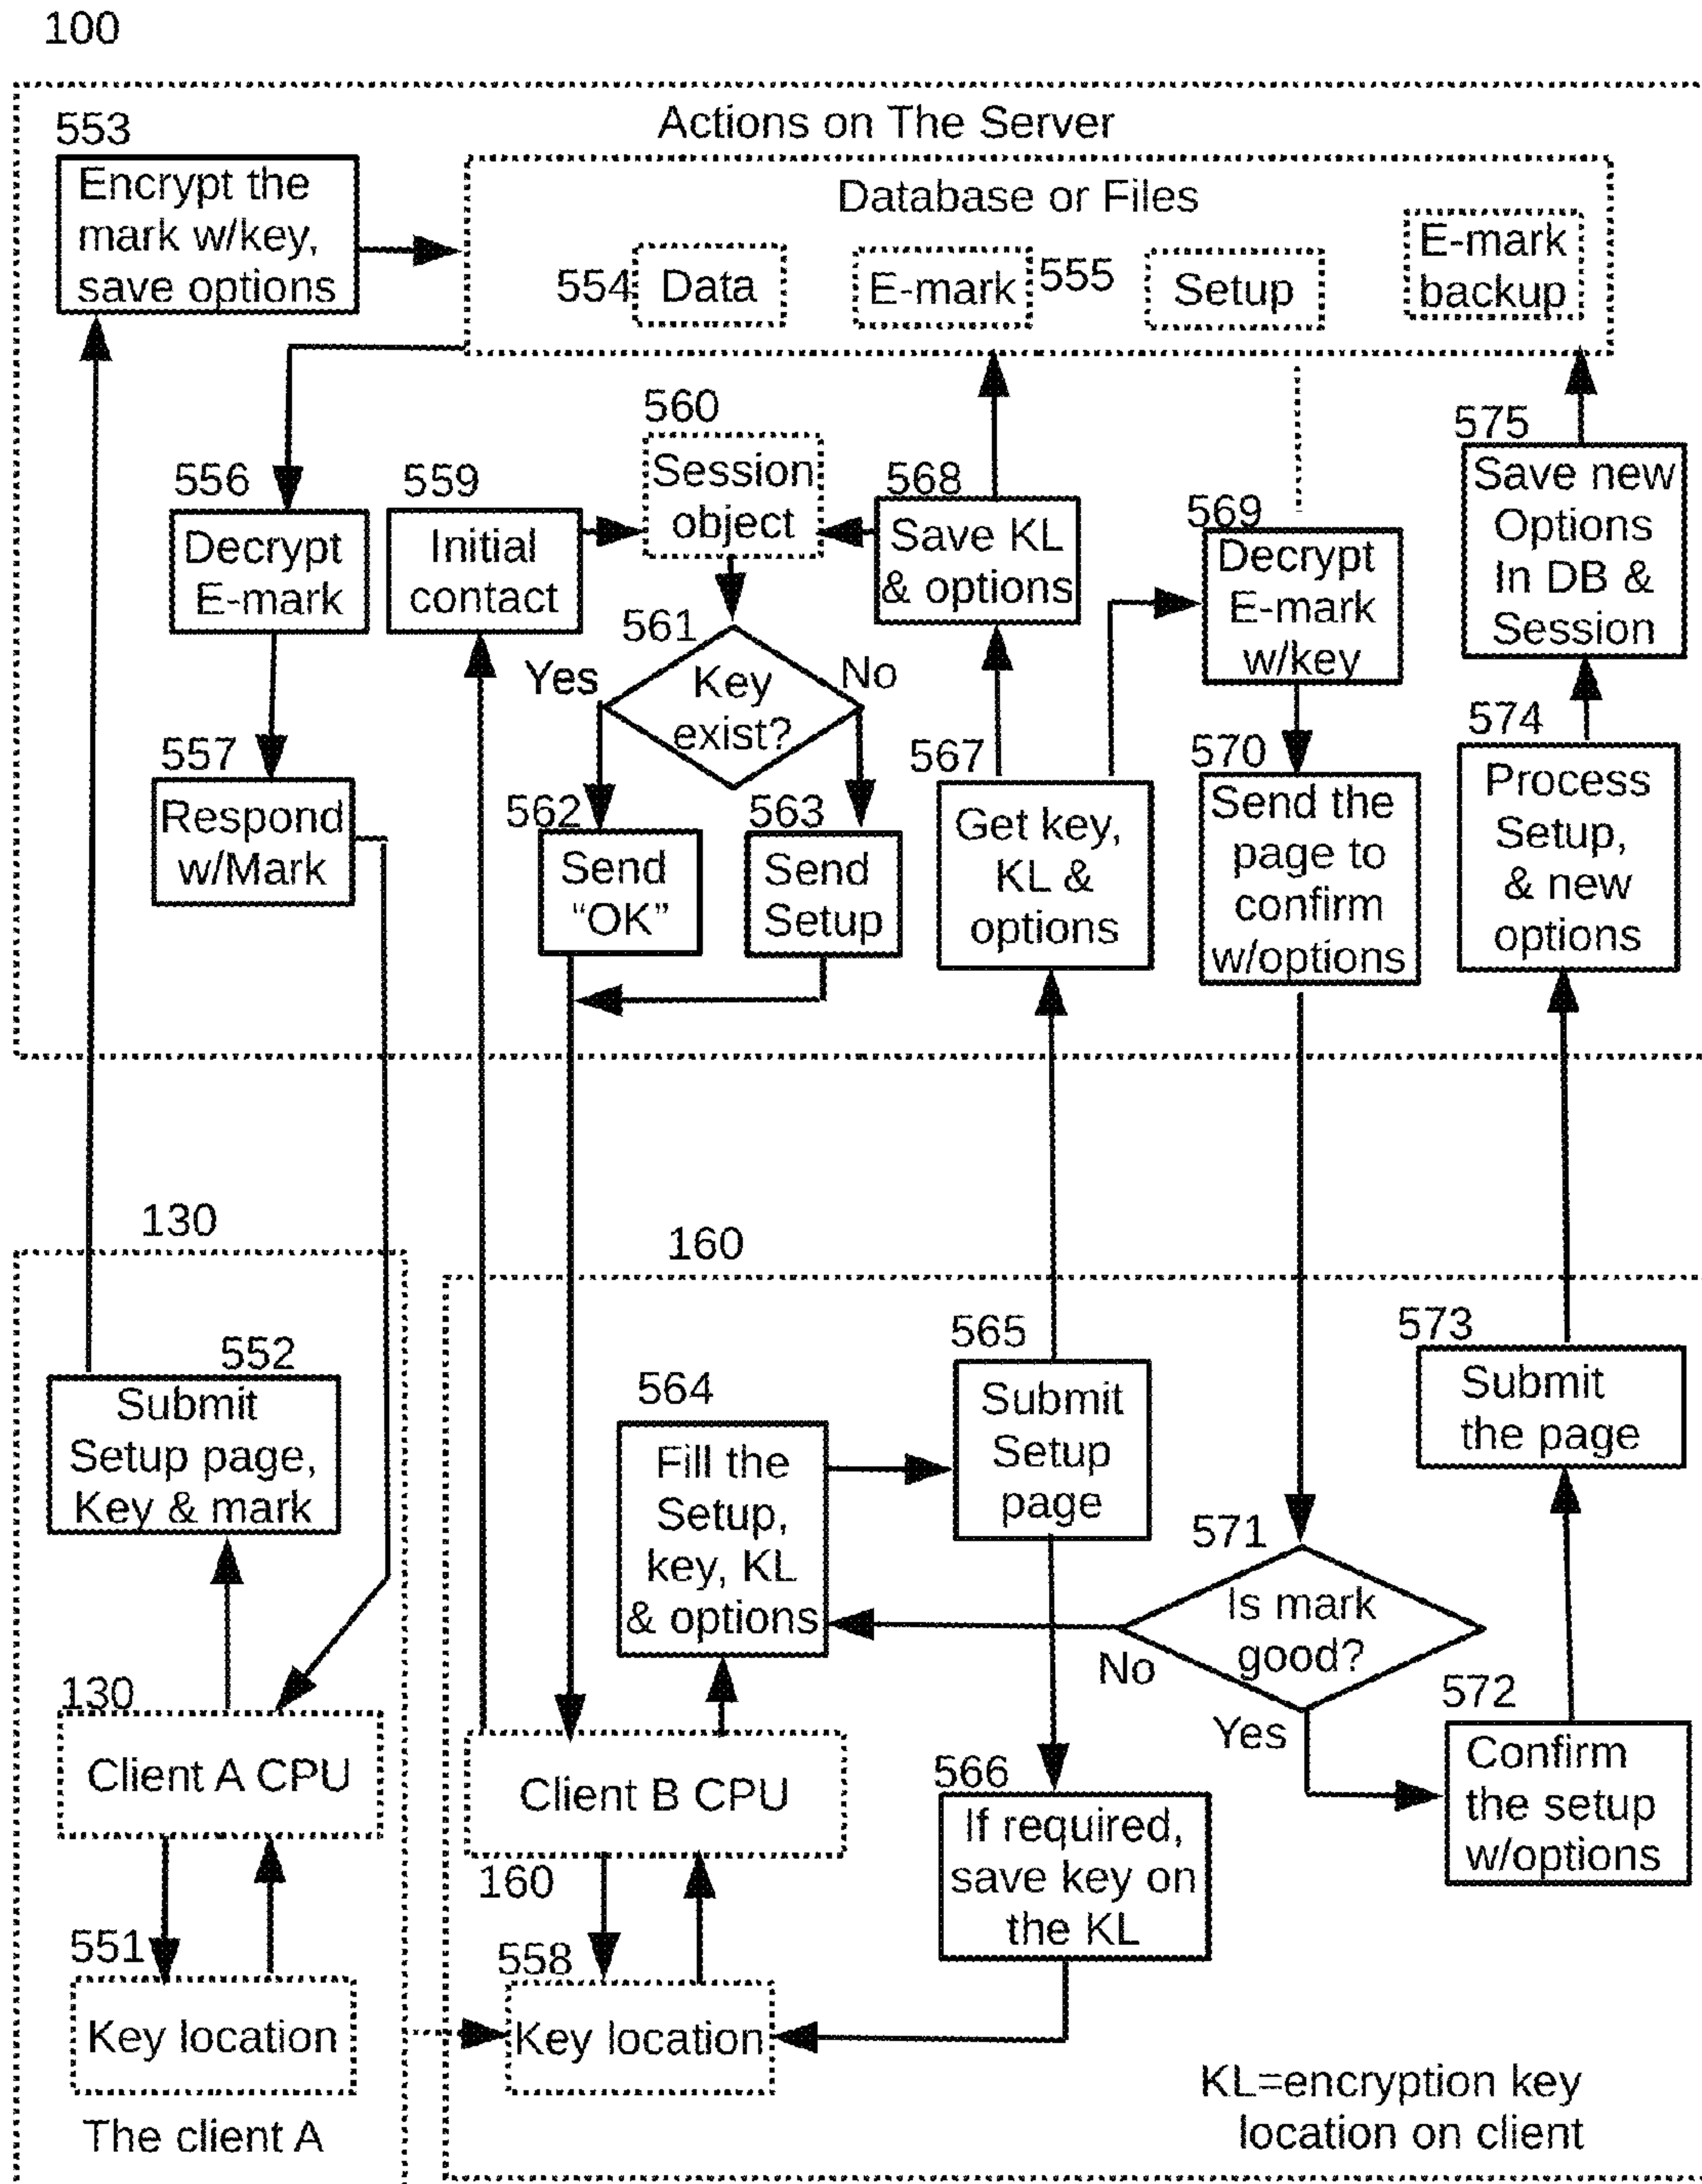 100
Actions on The Server
553
Encrypt the
mark w/key,
save options
Database or Files
554
Data
E-mark
555
Setup
E-mark
backup
556
Decrypt
E-mark
557
Respond
w/Mark
559
Initial
contact
560
Session
object
561
Key
exist?
Yes
No
562
Send
“OK”
563
Send
Setup
568
Save KL
& options
567
Get key,
KL &
options
569
Decrypt
E-mark
w/key
570
Send the
page to
confirm
w/options
575
Save new
Options
In DB &
Session
574
Process
Setup,
& new
options
130
552
Submit
Setup page,
Key & mark
130
Client A CPU
551
Key location
The client A
160
564
Fill the
Setup,
key, KL
& options
565
Submit
Setup
page
573
Submit
the page
571
Is mark
good?
No
Yes
572
Confirm
the setup
w/options
Client B CPU
160
566
If required,
save key on
the KL
558
Key location
KL=encryption key
location on client